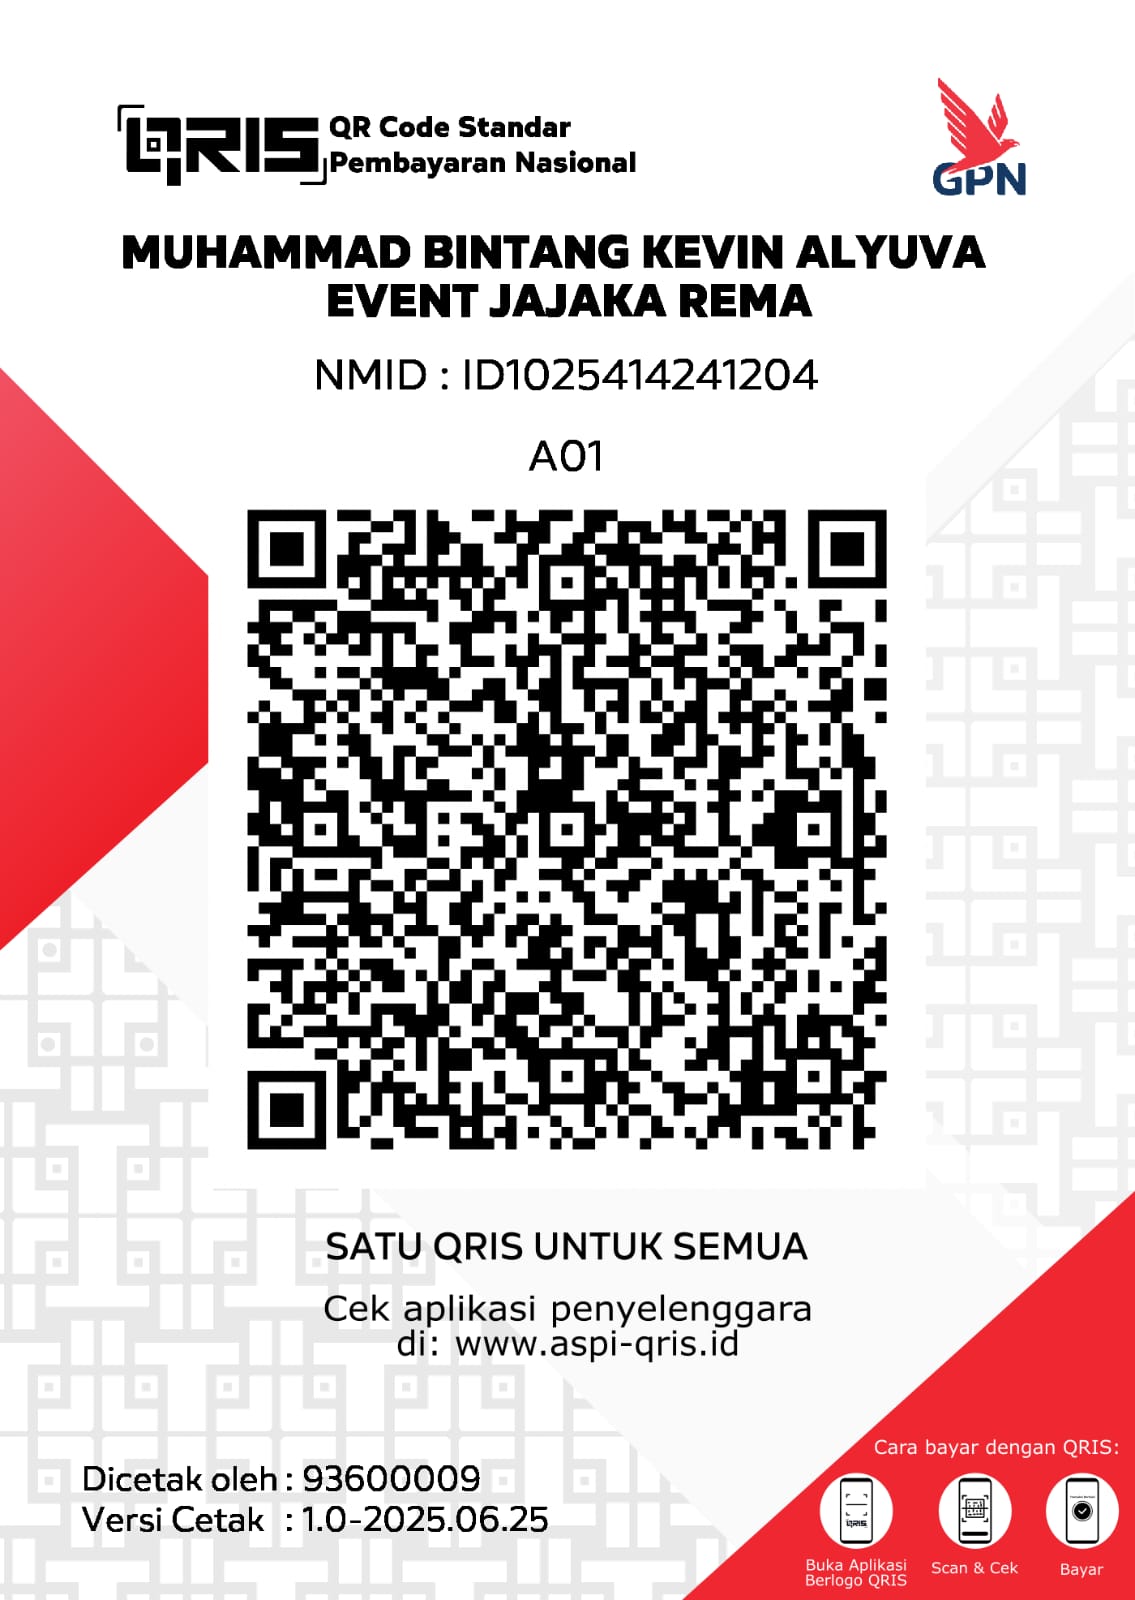 QRIS
QR Code Standar
Pembayaran Nasional
GPN
MUHAMMAD BINTANG KEVIN ALYUVA
EVENT JAJAKA REMA
NMID : ID1025414241204
A01
SATU QRIS UNTUK SEMUA
Cek aplikasi penyelenggara
di: www.aspi-qris.id
Dicetak oleh : 93600009
Versi Cetak : 1.0-2025.06.25
Cara bayar dengan QRIS:
QRIS
Buka Aplikasi
Berlogo QRIS
Scan & Cek
Bayar